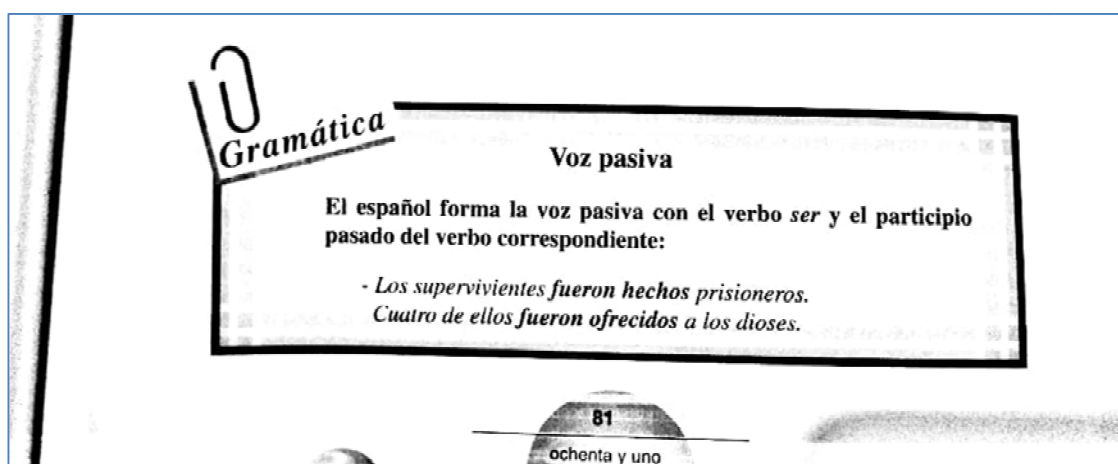 Gramática
Voz pasiva
El español forma la voz pasiva con el verbo ser y el participio
pasado del verbo correspondiente:
- Los supervivientes fueron hechos prisioneros.
Cuatro de ellos fueron ofrecidos a los dioses.
81
ochenta y uno